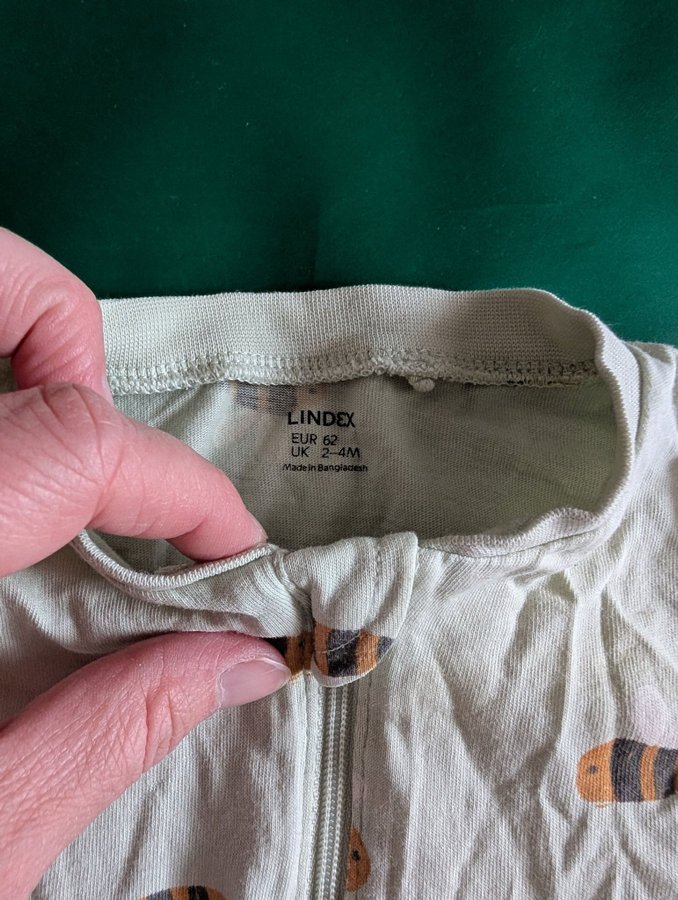 LINDEX
EUR 62
UK 2–4M
Made in Bangladesh